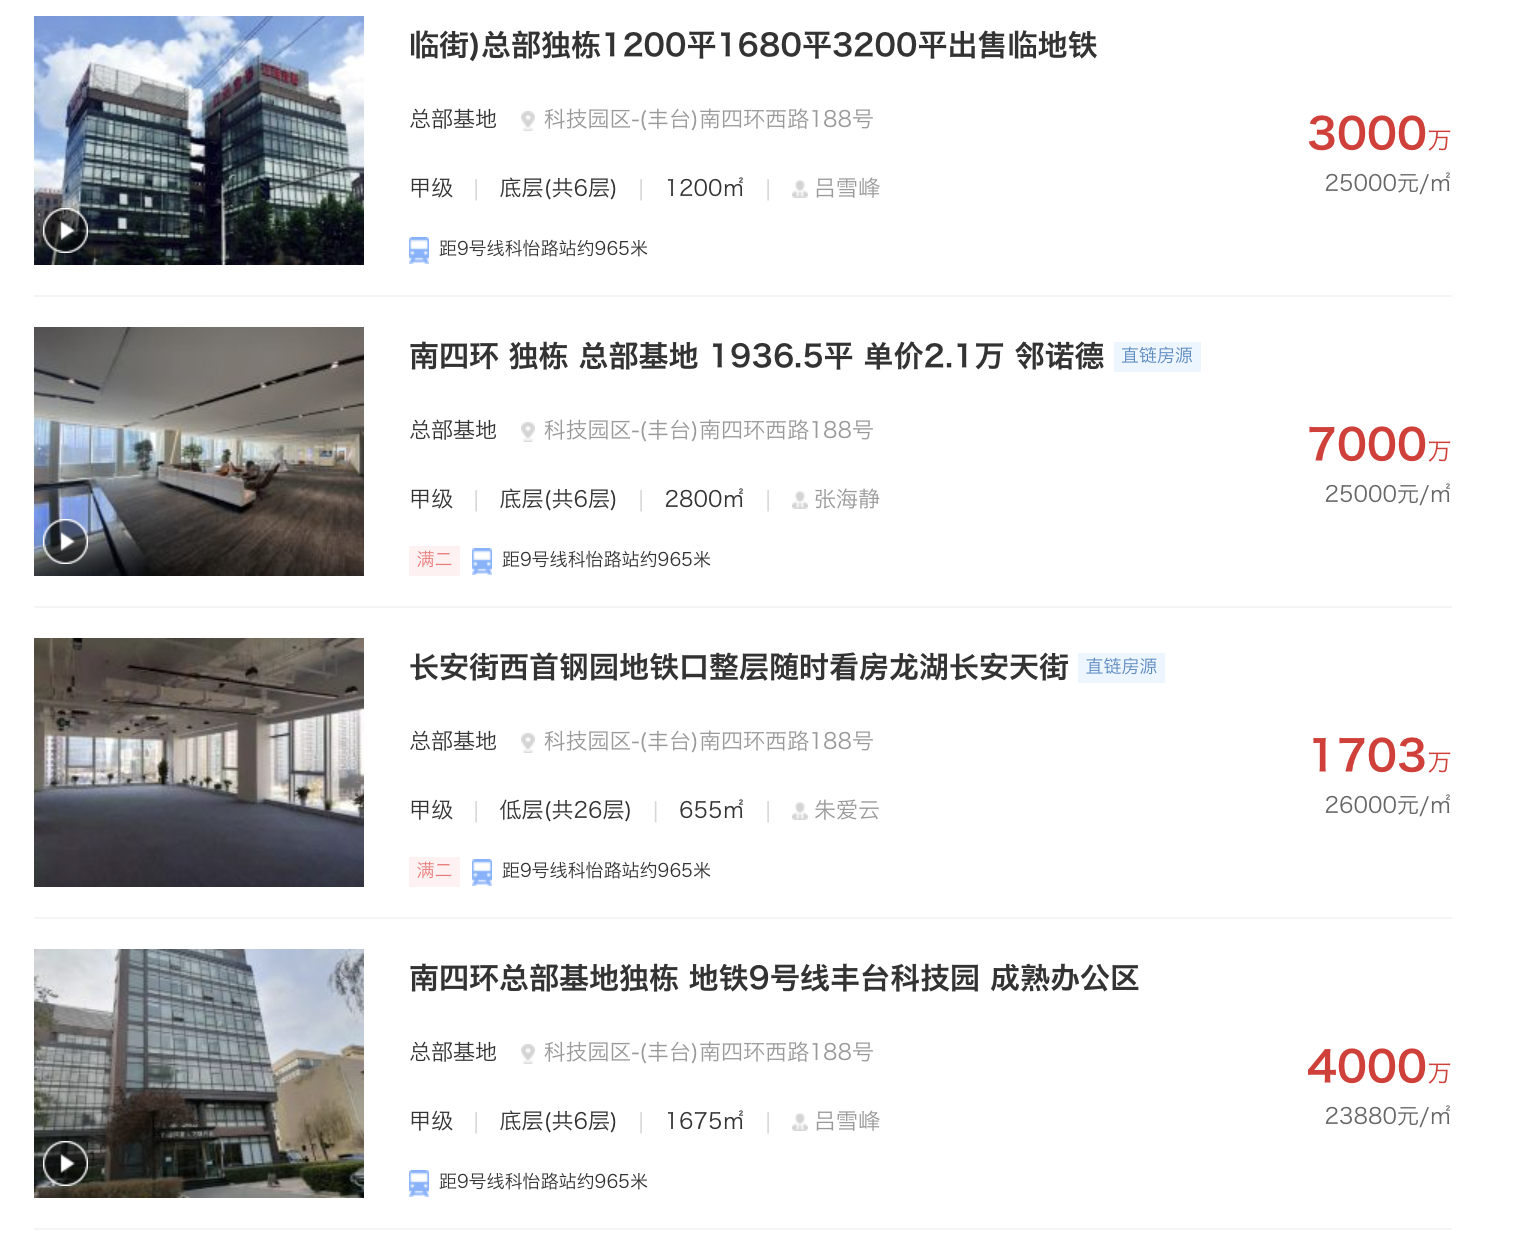 临街)总部独栋1200平1680平3200平出售临地铁
总部基地 科技园区-(丰台)南四环西路188号
3000万
25000元/㎡
甲级 | 底层(共6层) | 1200㎡ | 吕雪峰
距9号线科怡路站约965米
南四环 独栋 总部基地 1936.5平 单价2.1万 邻诺德 直链房源
总部基地 科技园区-(丰台)南四环西路188号
7000万
25000元/㎡
甲级 | 底层(共6层) | 2800㎡ | 张海静
满二 距9号线科怡路站约965米
长安街西首钢园地铁口整层随时看房龙湖长安天街 直链房源
总部基地 科技园区-(丰台)南四环西路188号
1703万
26000元/㎡
甲级 | 低层(共26层) | 655㎡ | 朱爱云
满二 距9号线科怡路站约965米
南四环总部基地独栋 地铁9号线丰台科技园 成熟办公区
总部基地 科技园区-(丰台)南四环西路188号
4000万
23880元/㎡
甲级 | 底层(共6层) | 1675㎡ | 吕雪峰
距9号线科怡路站约965米